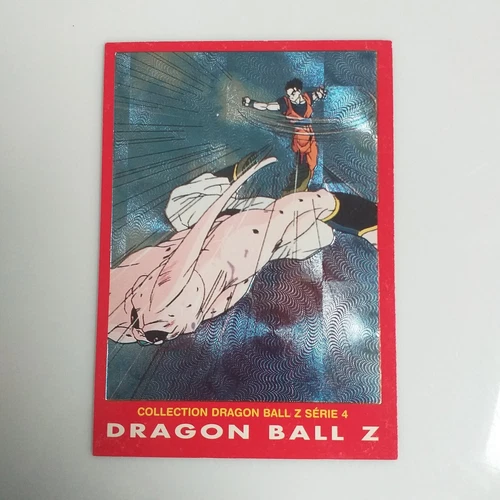 COLLECTION DRAGON BALL Z SÉRIE 4
DRAGON BALL Z